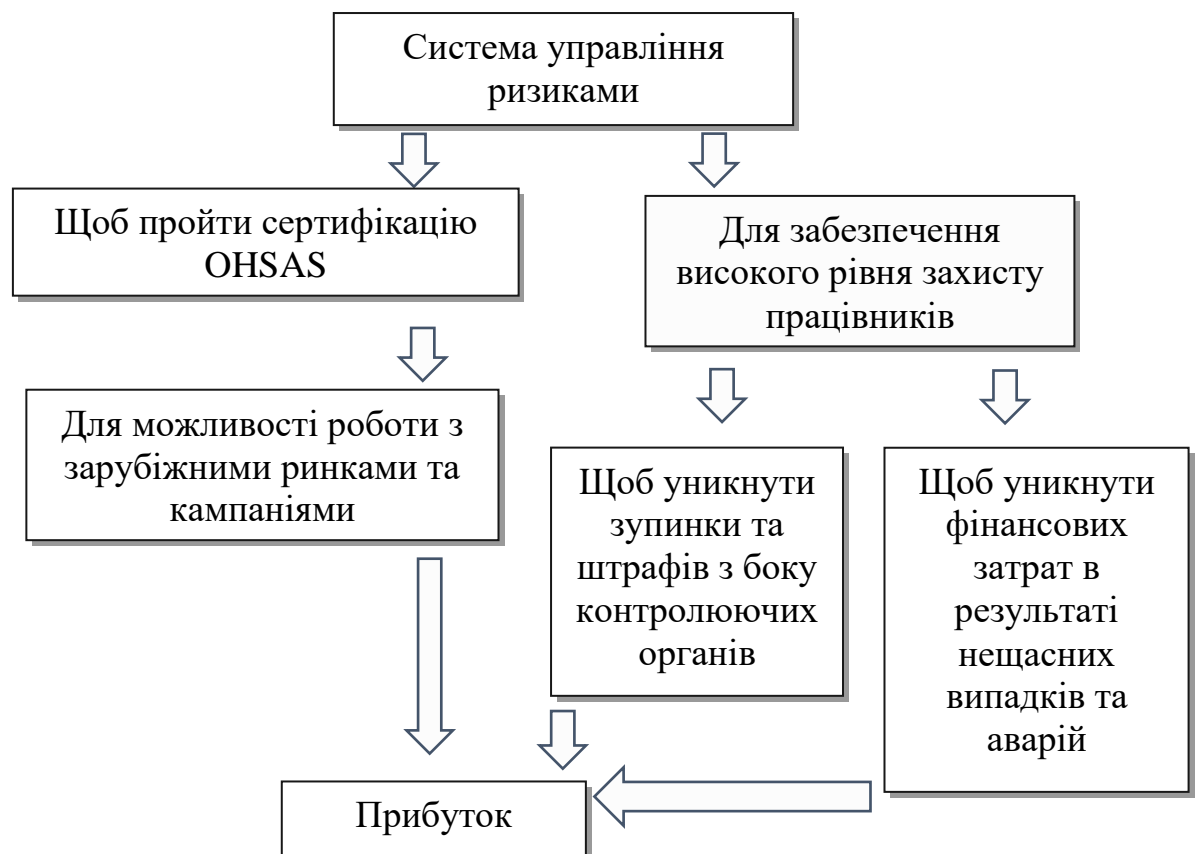 Система управління
ризиками
Щоб пройти сертифікацію
OHSAS
Для забезпечення
високого рівня захисту
працівників
Для можливості роботи з
зарубіжними ринками та
кампаніями
Щоб уникнути
зупинки та
штрафів з боку
контролюючих
органів
Щоб уникнути
фінансових
затрат в
результаті
нещасних
випадків та
аварій
Прибуток